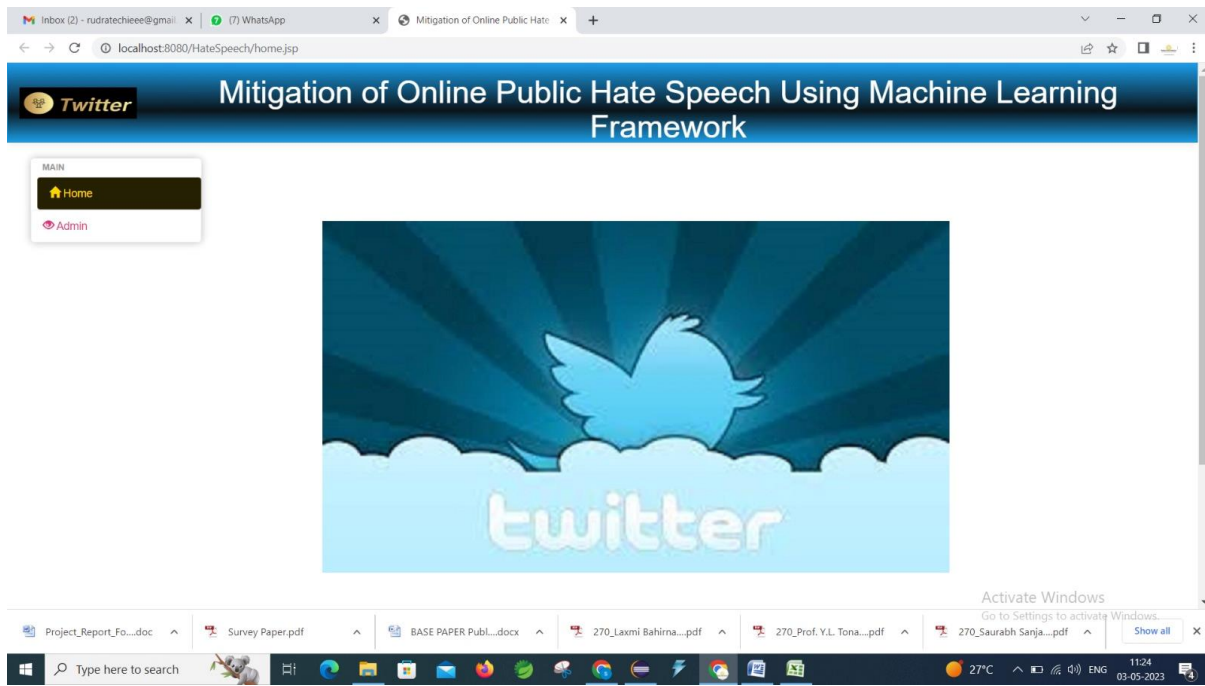 Inbox (2) - rudratechieee@gmail.
(7) WhatsApp
Mitigation of Online Public Hate
localhost:8080/HateSpeech/home.jsp
Twitter
Mitigation of Online Public Hate Speech Using Machine Learning
Framework
MAIN
Home
Admin
twitter
Activate Windows
Go to Settings to activate Windows.
Project_Report_Fo....doc
Survey Paper.pdf
BASE PAPER Publ....docx
270_Laxmi Bahirna....pdf
270_Prof. Y.L. Tona....pdf
270_Saurabh Sanja....pdf
Show all
Type here to search
27°C
ENG
11:24
03-05-2023
4